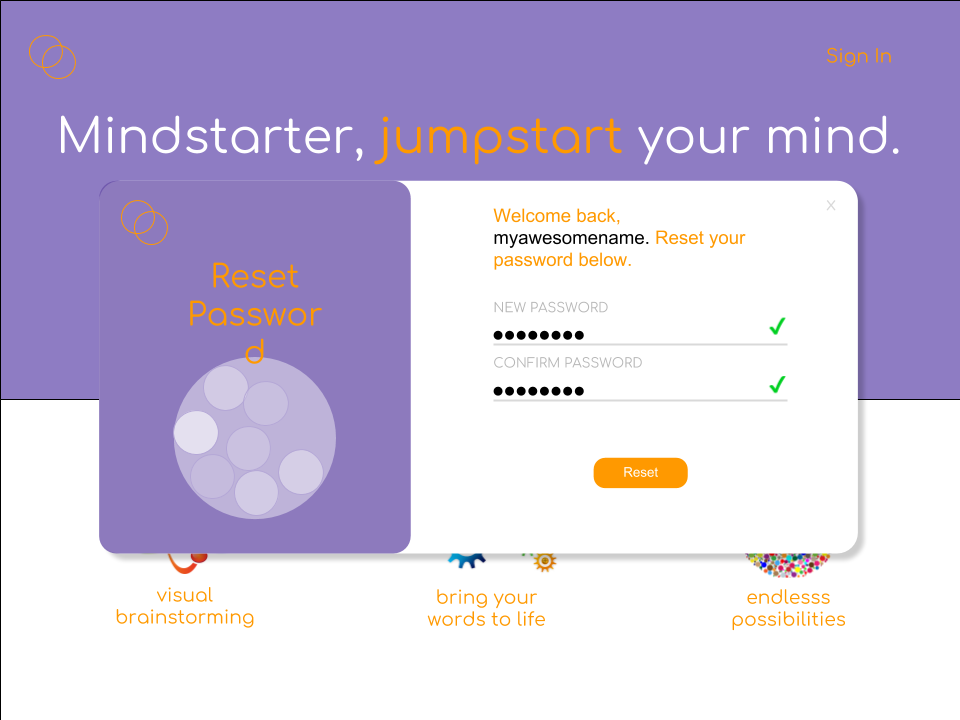 Sign In
Mindstarter, jumpstart your mind.
x
Reset
Passwor
d
Welcome back,
myawesomename. Reset your
password below.
NEW PASSWORD
CONFIRM PASSWORD
Reset
visual
brainstorming
bring your
words to life
endlesss
possibilities